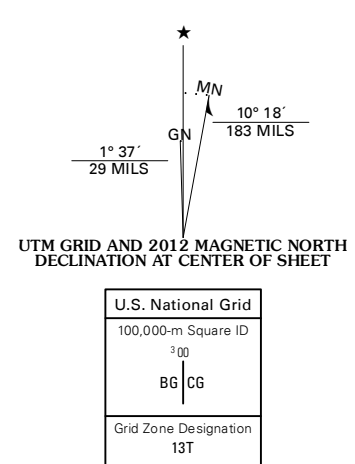 ★
MN
GN
10° 18´
183 MILS
1° 37´
29 MILS
UTM GRID AND 2012 MAGNETIC NORTH
DECLINATION AT CENTER OF SHEET
U.S. National Grid
100,000-m Square ID
300
BG CG
Grid Zone Designation
13T